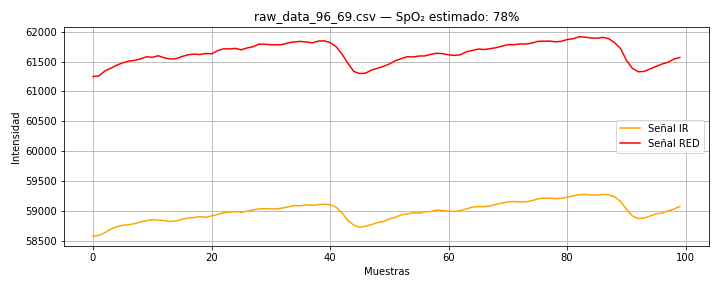 raw_data_96_69.csv — SpO₂ estimado: 78%
Intensidad
62000
61500
61000
60500
60000
59500
59000
58500
Señal IR
Señal RED
0
20
40
60
80
100
Muestras